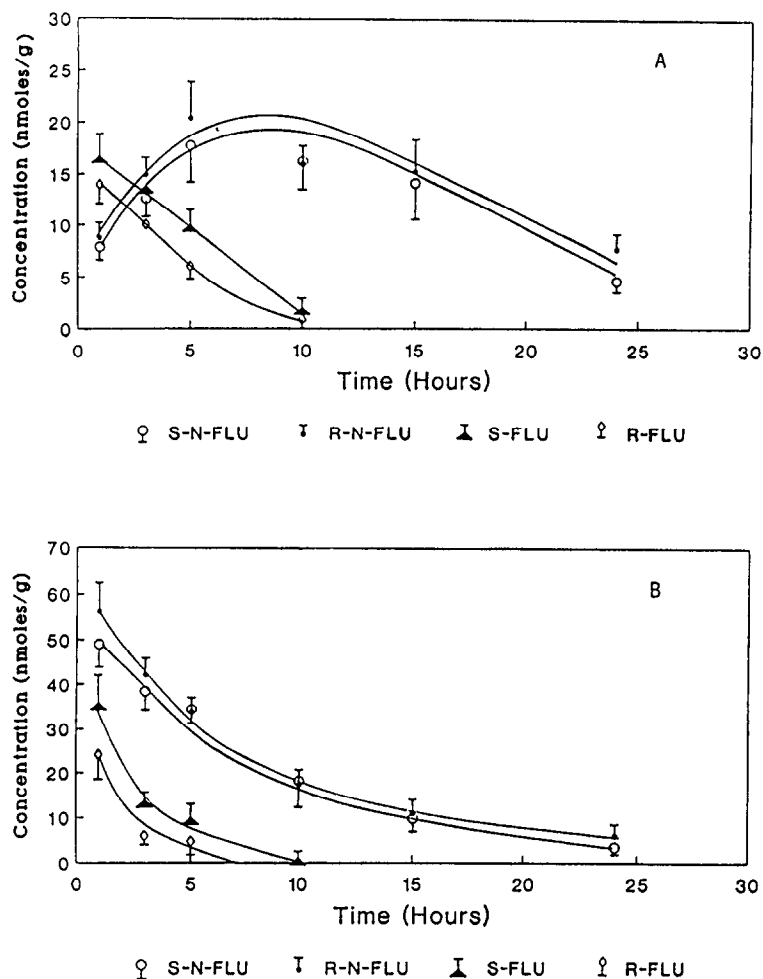 30
25
20
15
10
5
0
Concentration (nmoles/g)
A
0 5 10 15 20 25 30
Time (Hours)
S-N-FLU R-N-FLU S-FLU R-FLU
70
60
50
40
30
20
10
0
Concentration (nmoles/g)
B
0 5 10 15 20 25 30
Time (Hours)
S-N-FLU R-N-FLU S-FLU R-FLU